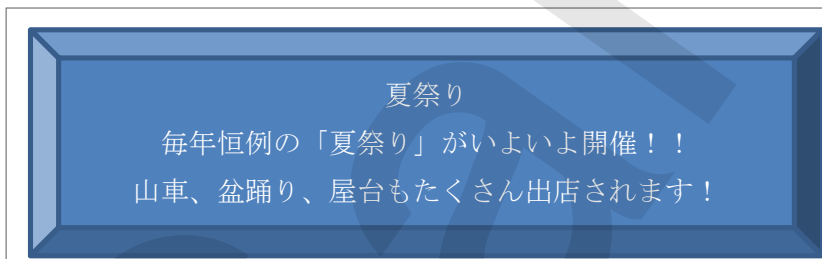 夏祭り
毎年恒例の「夏祭り」がいよいよ開催！！
山車、盆踊り、屋台もたくさん出店されます！